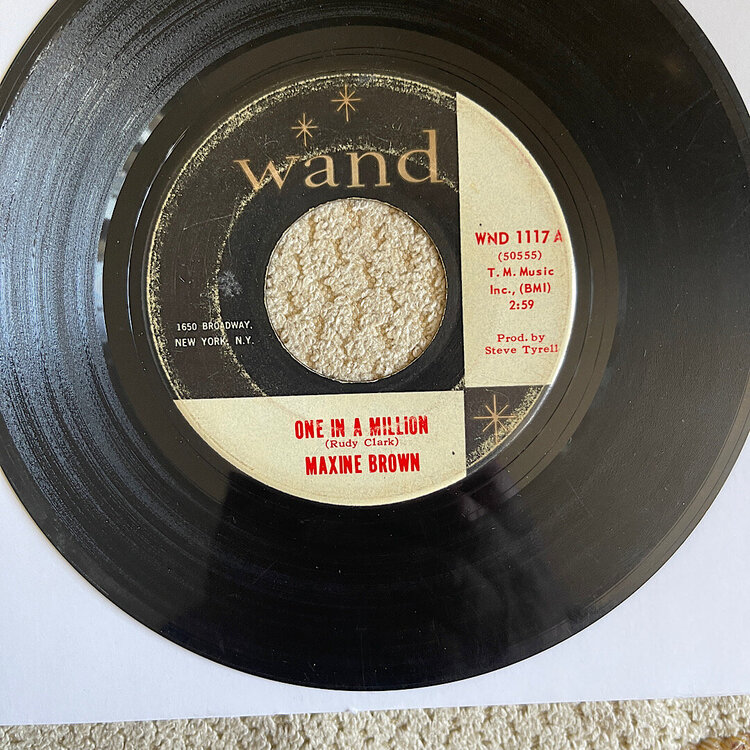 wand
WND 1117 A
(50555)
T. M. Music
Inc., (BMI)
2:59
Prod. by
Steve Tyrell
1650 BROADWAY,
NEW YORK, N.Y.
ONE IN A MILLION
(Rudy Clark)
MAXINE BROWN